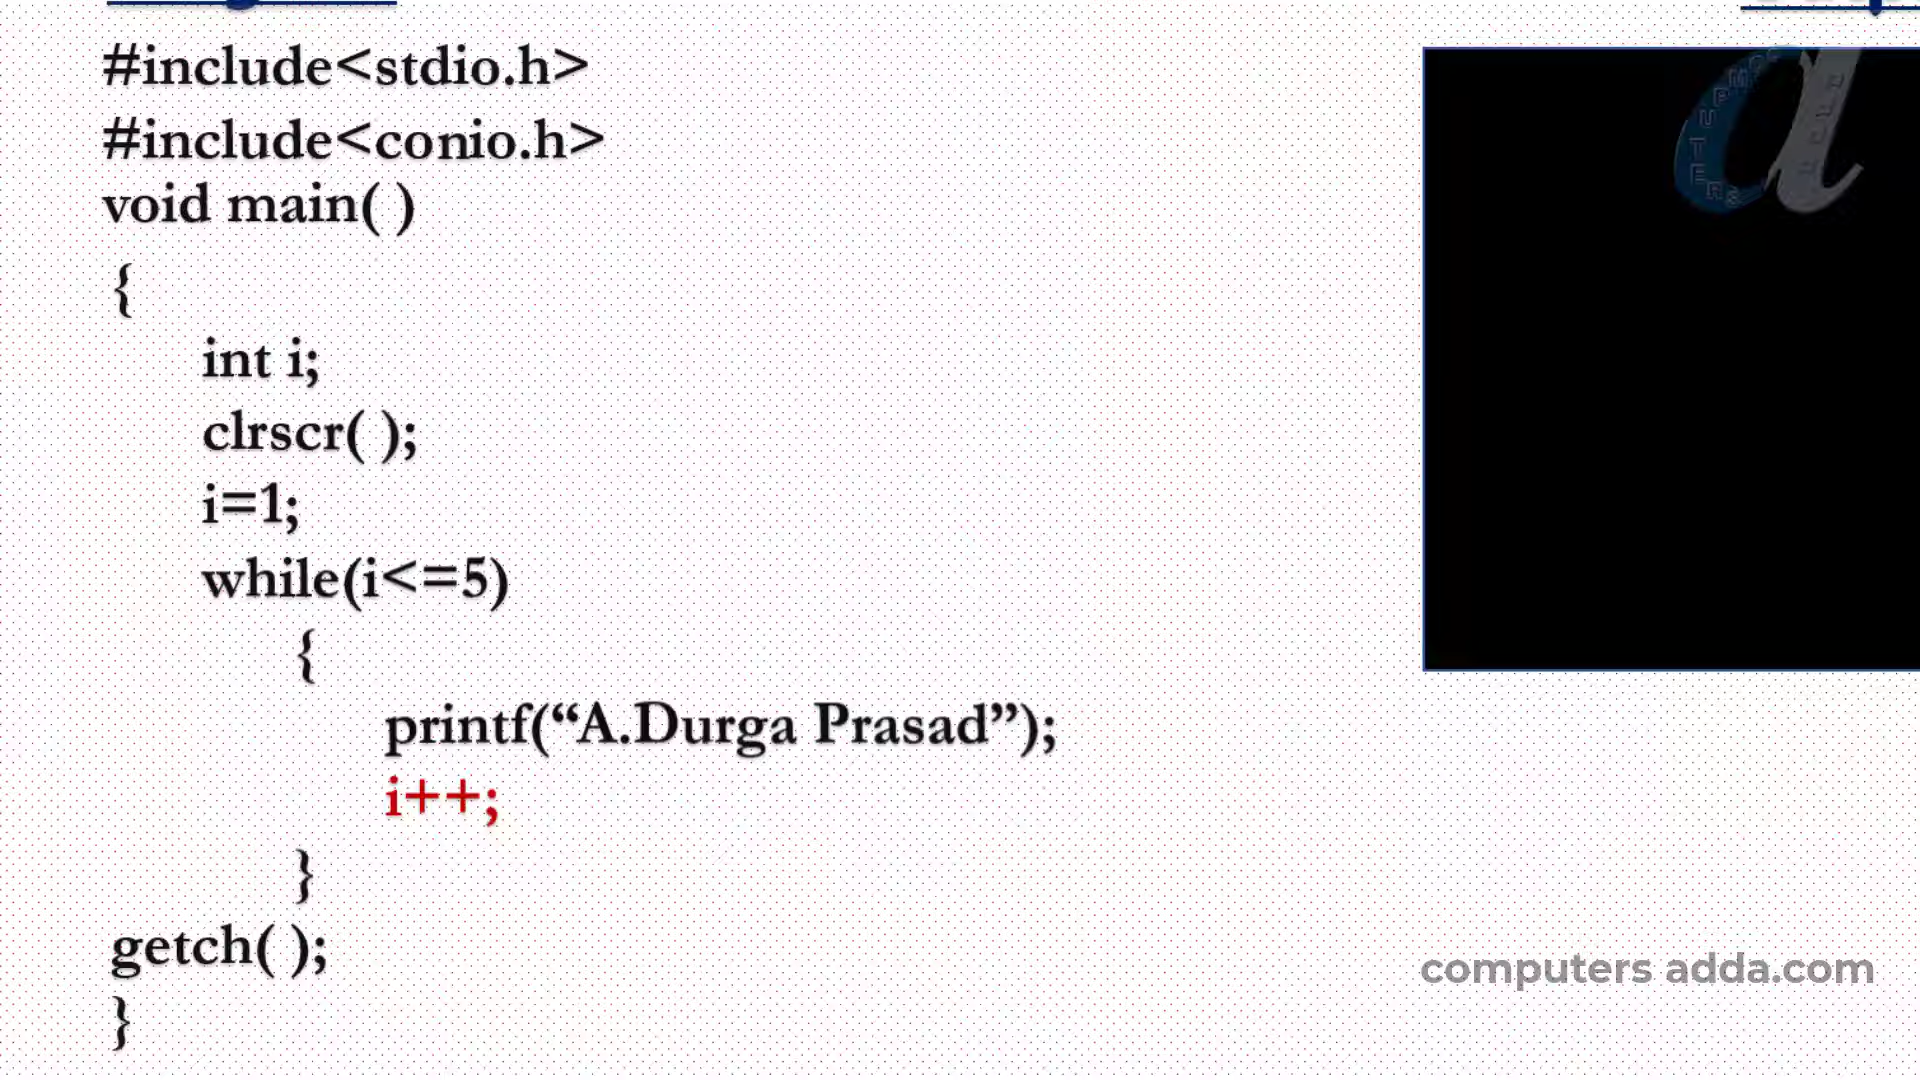 #include<stdio.h>
#include<conio.h>
void main( )
{
int i;
clrscr( );
i=1;
while(i<=5)
{
printf(“A.Durga Prasad”);
i++;
}
getch( );
}
computers adda.com